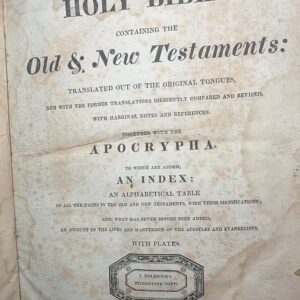 HOLY BIBLE
CONTAINING THE
Old & New Testaments:
TRANSLATED OUT OF THE ORIGINAL TONGUES,
AND WITH THE FORMER TRANSLATIONS DILIGENTLY COMPARED AND REVISED,
WITH MARGINAL NOTES AND REFERENCES.
TOGETHER WITH THE
APOCRYPHA.
TO WHICH ARE ADDED,
AN INDEX:
AN ALPHABETICAL TABLE
OF ALL THE NAMES IN THE OLD AND NEW TESTAMENTS, WITH THEIR SIGNIFICATIONS;
AND, WHAT HAS NEVER BEFORE BEEN ADDED,
AN ACCOUNT OF THE LIVES AND MARTYRDOM OF THE APOSTLES AND EVANGELISTS.
WITH PLATES.
J. HOLBROOK'S
STEREOTYPE COPY